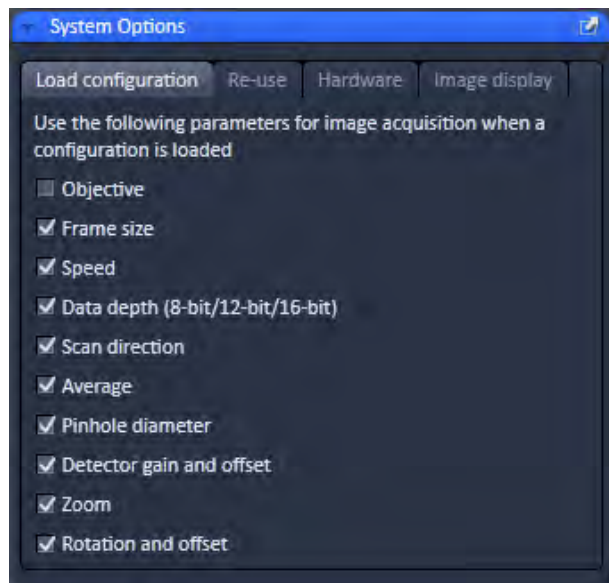 System Options
Load configuration Re-use Hardware Image display
Use the following parameters for image acquisition when a
configuration is loaded
Objective
Frame size
Speed
Data depth (8-bit/12-bit/16-bit)
Scan direction
Average
Pinhole diameter
Detector gain and offset
Zoom
Rotation and offset